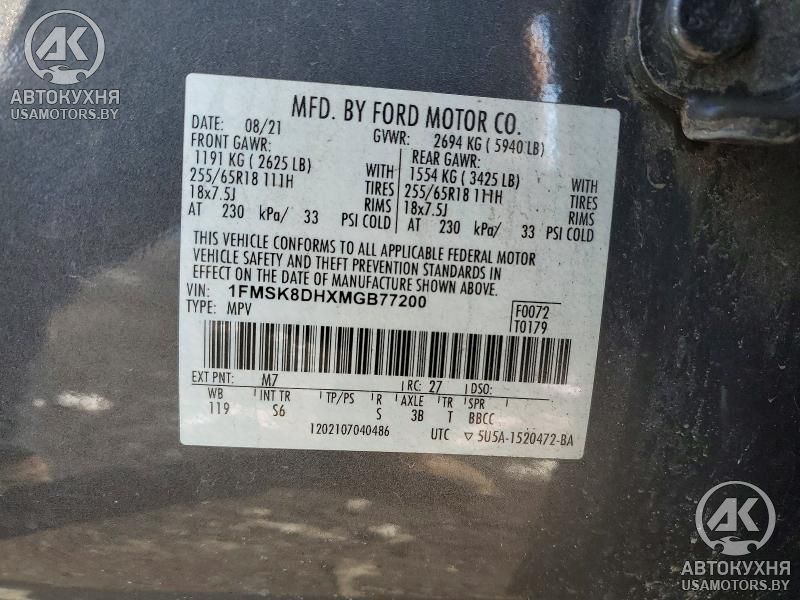 AK
АВТОКУХНЯ
USAMOTORS.BY
MFD. BY FORD MOTOR CO.
DATE: 08/21 GVWR: 2694 KG ( 5940 LB)
FRONT GAWR: REAR GAWR:
1191 KG ( 2625 LB) WITH 1554 KG ( 3425 LB) WITH
255/65R18 111H TIRES 255/65R18 111H TIRES
18x7.5J RIMS 18x7.5J RIMS
AT 230 kPa/ 33 PSI COLD AT 230 kPa/ 33 PSI COLD
THIS VEHICLE CONFORMS TO ALL APPLICABLE FEDERAL MOTOR
VEHICLE SAFETY AND THEFT PREVENTION STANDARDS IN
EFFECT ON THE DATE OF MANUFACTURE SHOWN ABOVE.
VIN: 1FMSK8DHXMGB77200
TYPE: MPV
F0072
T0179
EXT PNT: M7 RC: 27 DSO:
WB INT TR TP/PS R AXLE TR SPR
119 S6 S 3B T BBCC
1202107040486 UTC ▽ 5U5A-1520472-BA
AK
АВТОКУХНЯ
USAMOTORS.BY